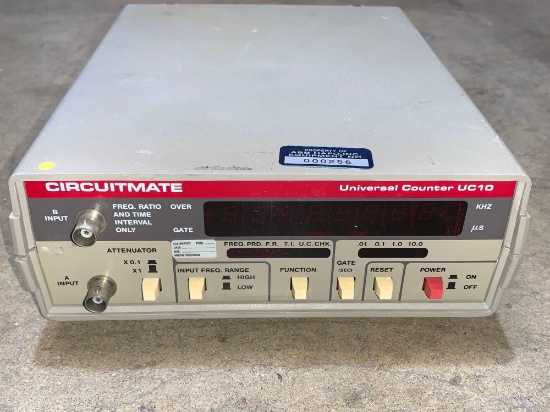 PROPERTY OF
EQUIPMENT NO.
000256
CIRCUITMATE
Universal Counter UC10
B
INPUT
FREQ. RATIO
AND TIME
INTERVAL
ONLY
OVER
GATE
KHZ
µs
FREQ. PRD. F.R. T.I. U.C. CHK.
.01 0.1 1.0 10.0
ATTENUATOR
X 0.1
X1
A
INPUT
INPUT FREQ. RANGE
HIGH
LOW
FUNCTION
GATE
(SEC)
RESET
POWER
ON
OFF